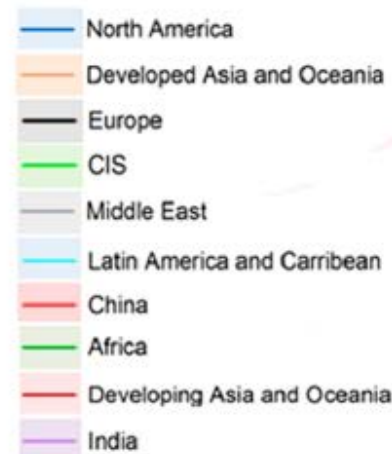 North America
Developed Asia and Oceania
Europe
CIS
Middle East
Latin America and Carribean
China
Africa
Developing Asia and Oceania
India